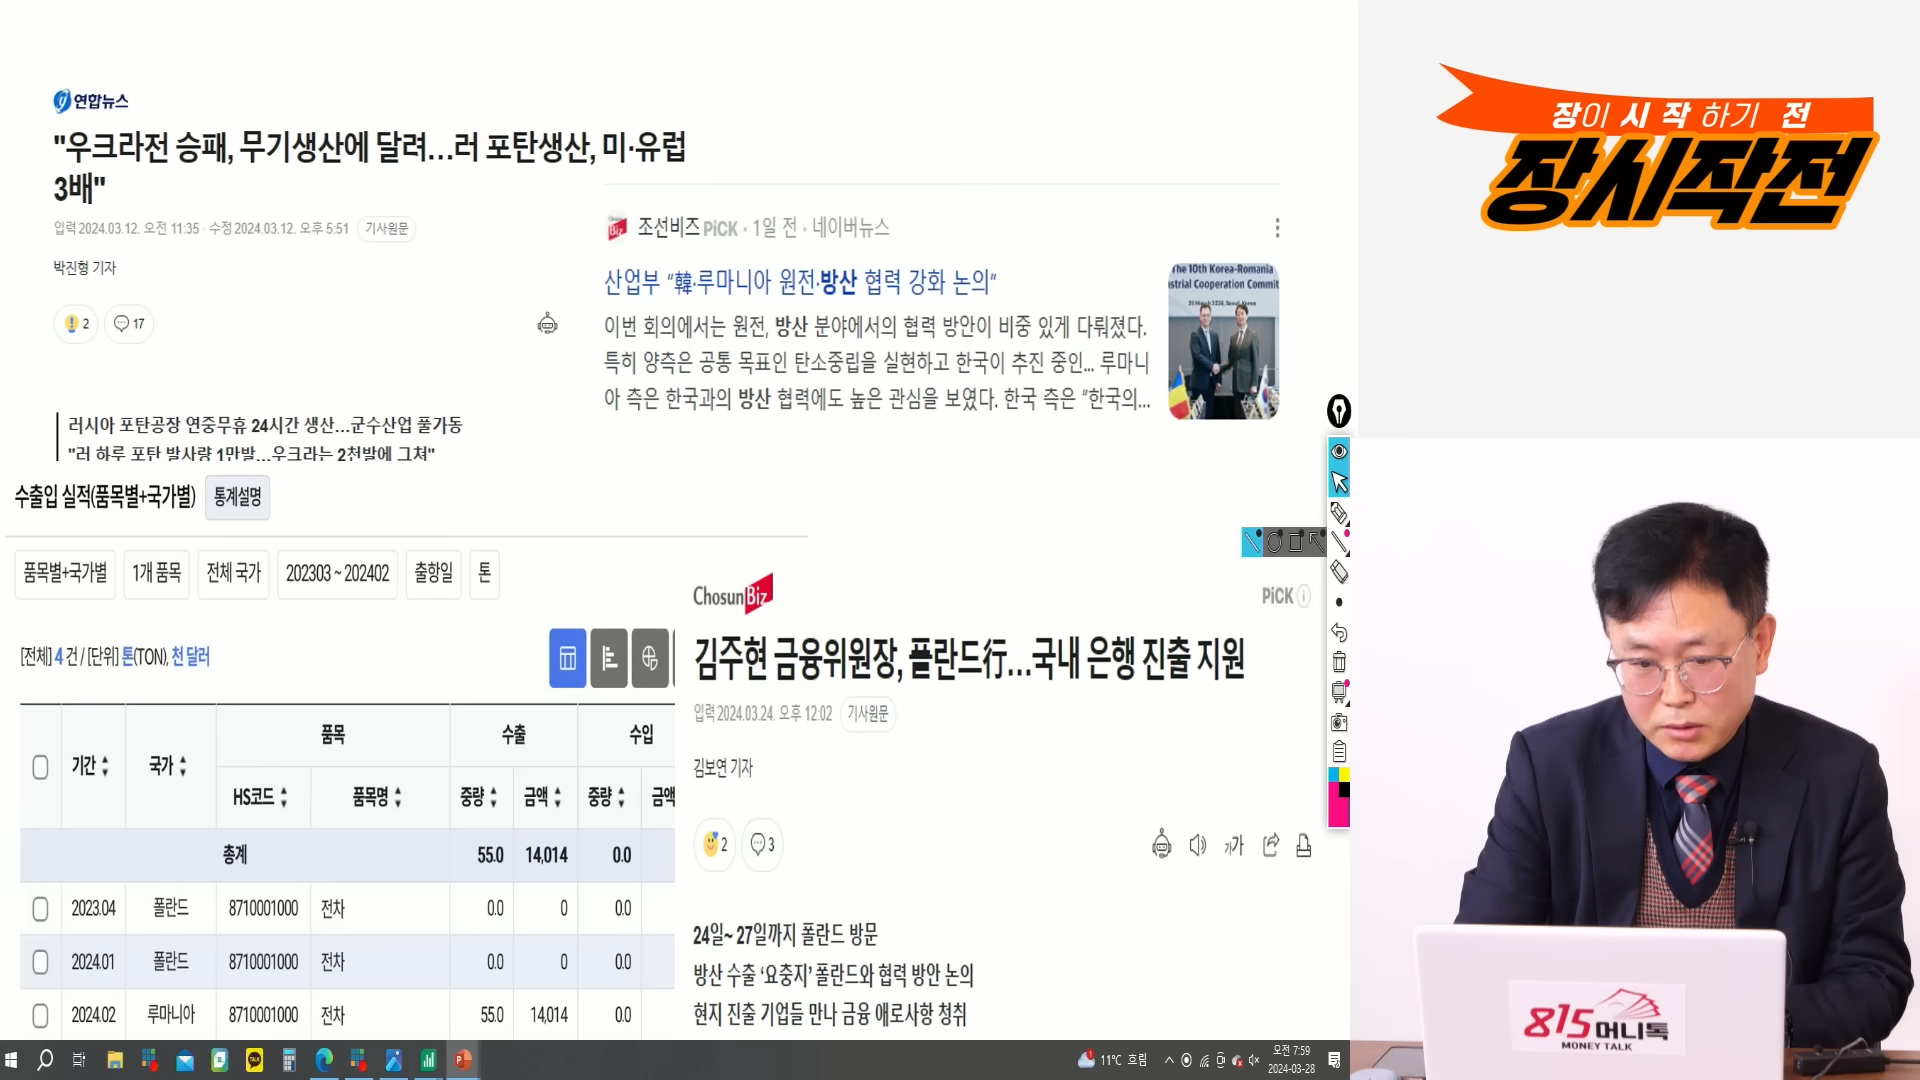 연합뉴스
"우크라전 승패, 무기생산에 달려…러 포탄생산, 미·유럽
3배"
입력 2024.03.12. 오전 11:35 · 수정 2024.03.12. 오후 5:51 기사원문
박진형 기자
2 17
러시아 포탄공장 연중무휴 24시간 생산…군수산업 풀가동
"러 하루 포탄 발사량 1만발…우크라는 2천발에 그쳐"
조선비즈 PiCK · 1일 전 · 네이버뉴스
산업부 “韓·루마니아 원전·방산 협력 강화 논의”
이번 회의에서는 원전, 방산 분야에서의 협력 방안이 비중 있게 다뤄졌다.
특히 양측은 공통 목표인 탄소중립을 실현하고 한국이 추진 중인... 루마니
아 측은 한국과의 방산 협력에도 높은 관심을 보였다. 한국 측은 “한국의...
The 10th Korea-Romania
strial Cooperation Commit
수출입 실적(품목별+국가별) 통계설명
품목별+국가별 1개 품목 전체 국가 202303 ~ 202402 출항일 톤
[전체] 4 건 / [단위] 톤(TON), 천 달러
기간 국가 품목 수출 수입
HS코드 품목명 중량 금액 중량 금액
총계 55.0 14,014 0.0
2023.04 폴란드 8710001000 전차 0.0 0 0.0
2024.01 폴란드 8710001000 전차 0.0 0 0.0
2024.02 루마니아 8710001000 전차 55.0 14,014 0.0
ChosunBiz PiCK
김주현 금융위원장, 폴란드行…국내 은행 진출 지원
입력 2024.03.24. 오후 12:02 기사원문
김보연 기자
2 3
가가
24일~ 27일까지 폴란드 방문
방산 수출 ‘요충지’ 폴란드와 협력 방안 논의
현지 진출 기업들 만나 금융 애로사항 청취
11℃ 흐림
오전 7:59
2024-03-28
장이 시작하기 전
장시작전
815머니톡
MONEY TALK